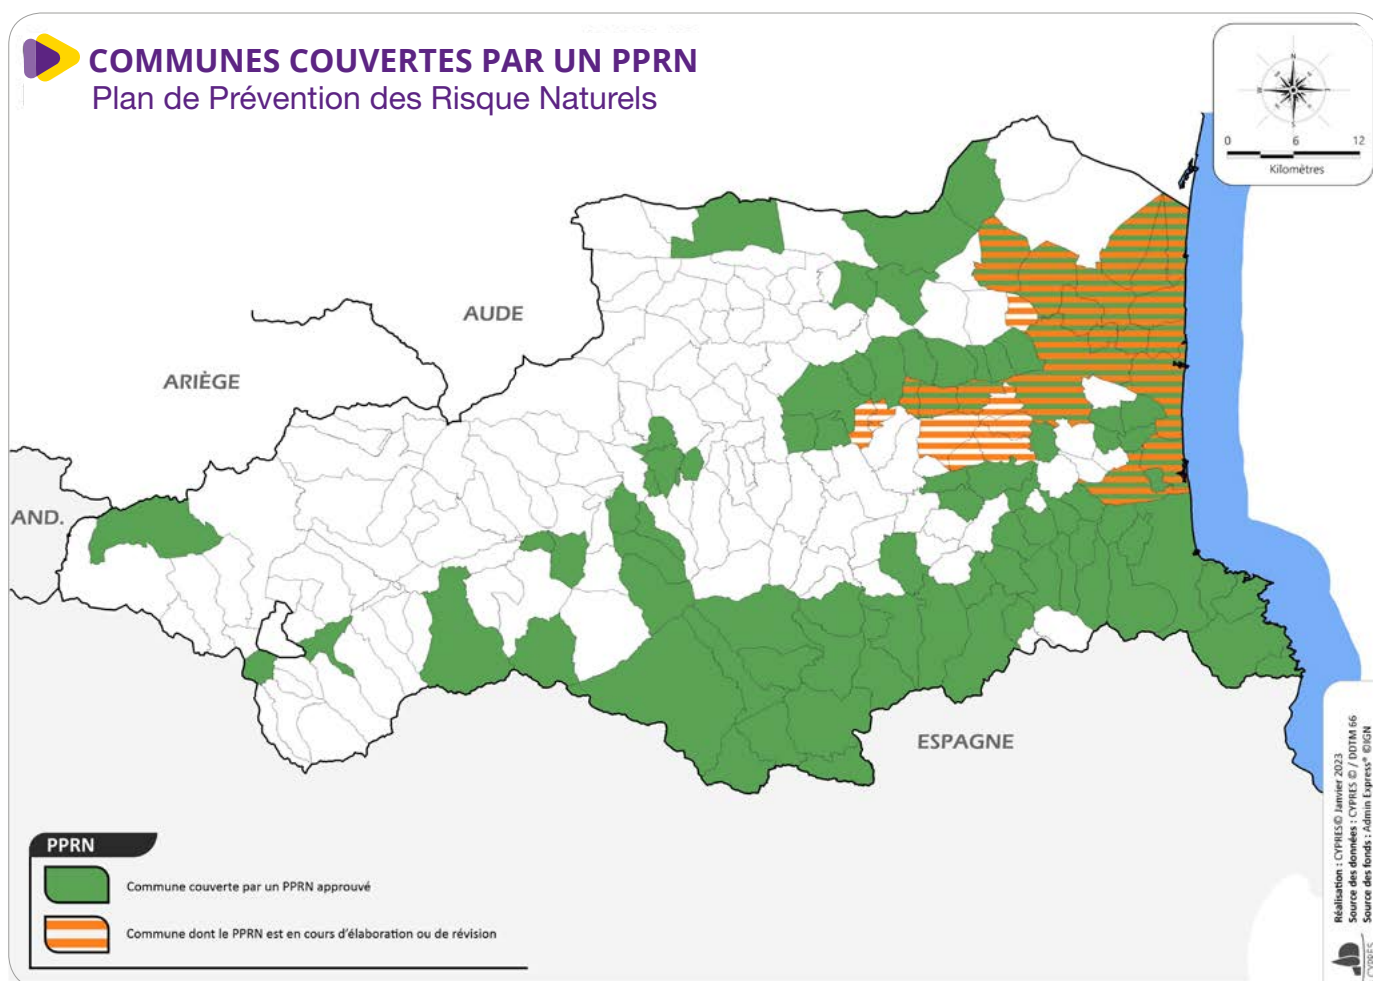 COMMUNES COUVERTES PAR UN PPRN
Plan de Prévention des Risque Naturels
N
S
0 6 12
Kilomètres
AUDE
ARIÈGE
AND.
ESPAGNE
PPRN
Commune couverte par un PPRN approuvé
Commune dont le PPRN est en cours d'élaboration ou de révision
Réalisation : CYPRES© Janvier 2023
Source des données : CYPRES © / DDTM 66
Source des fonds : Admin Express® ©IGN
CYPRES